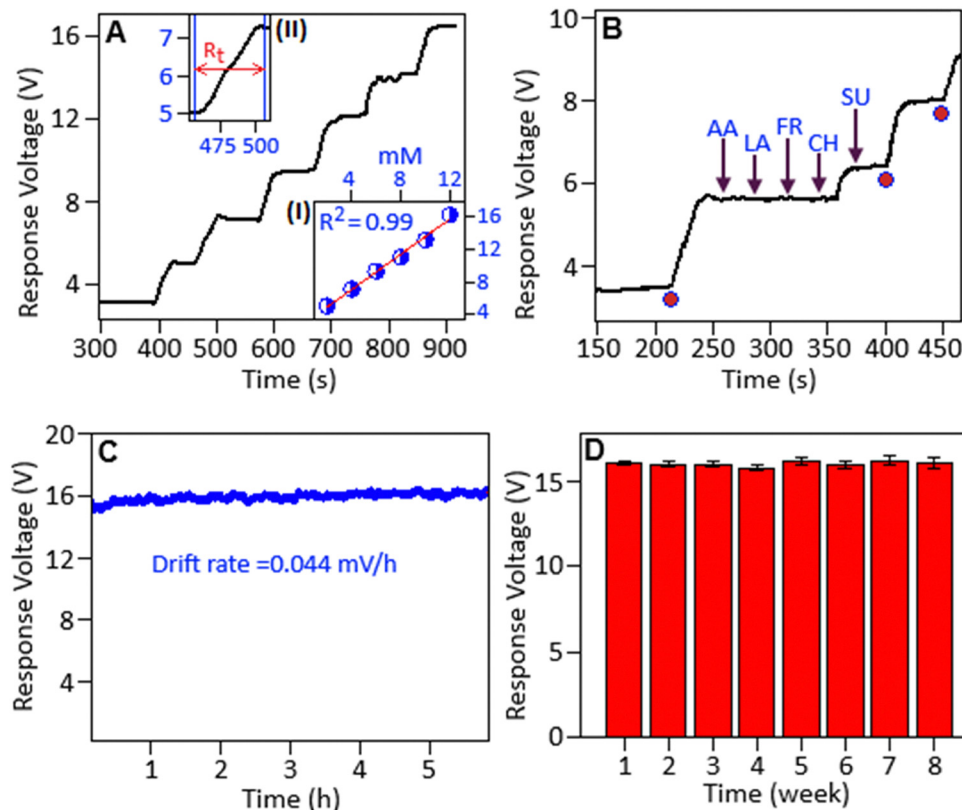 A
(II)
Rt
7
6
5
475 500
mM
4 8 12
(I)
R² = 0.99
16
12
8
4
16
12
8
4
Response Voltage (V)
300 400 500 600 700 800 900
Time (s)
B
AA
LA
FR
CH
SU
10
8
6
4
Response Voltage (V)
150 200 250 300 350 400 450
Time (s)
C
20
16
12
8
4
Response Voltage (V)
Drift rate =0.044 mV/h
1 2 3 4 5
Time (h)
D
15
10
5
0
Response Voltage (V)
1 2 3 4 5 6 7 8
Time (week)